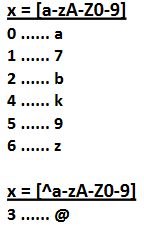 x = [a-zA-Z0-9]
0 ...... a
1 ...... 7
2 ...... b
4 ...... k
5 ...... 9
6 ...... z
x = [^a-zA-Z0-9]
3 ...... @